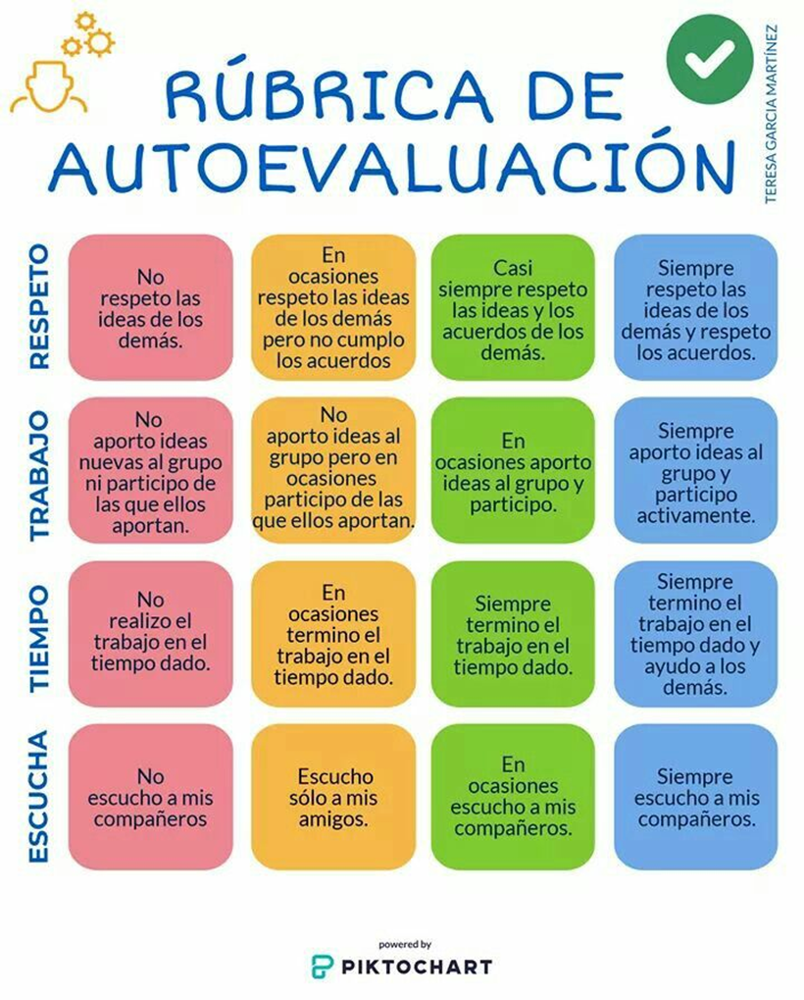 RÚBRICA DE
AUTOEVALUACIÓN
TERESA GARCIA MARTÍNEZ
RESPETO
No
respeto las
ideas de los
demás.
En
ocasiones
respeto las ideas
de los demás
pero no cumplo
los acuerdos
Casi
siempre respeto
las ideas y los
acuerdos de los
demás.
Siempre
respeto las
ideas de los
demás y respeto
los acuerdos.
TRABAJO
No
aporto ideas
nuevas al grupo
ni participo de
las que ellos
aportan.
No
aporto ideas al
grupo pero en
ocasiones
participo de las
que ellos aportan.
En
ocasiones aporto
ideas al grupo y
participo.
Siempre
aporto ideas al
grupo y
participo
activamente.
TIEMPO
No
realizo el
trabajo en el
tiempo dado.
En
ocasiones
termino el
trabajo en el
tiempo dado.
Siempre
termino el
trabajo en el
tiempo dado.
Siempre
termino el
trabajo en el
tiempo dado y
ayudo a los
demás.
ESCUCHA
No
escucho a mis
compañeros
Escucho
sólo a mis
amigos.
En
ocasiones
escucho a mis
compañeros.
Siempre
escucho a mis
compañeros.
powered by
PIKTOCHART